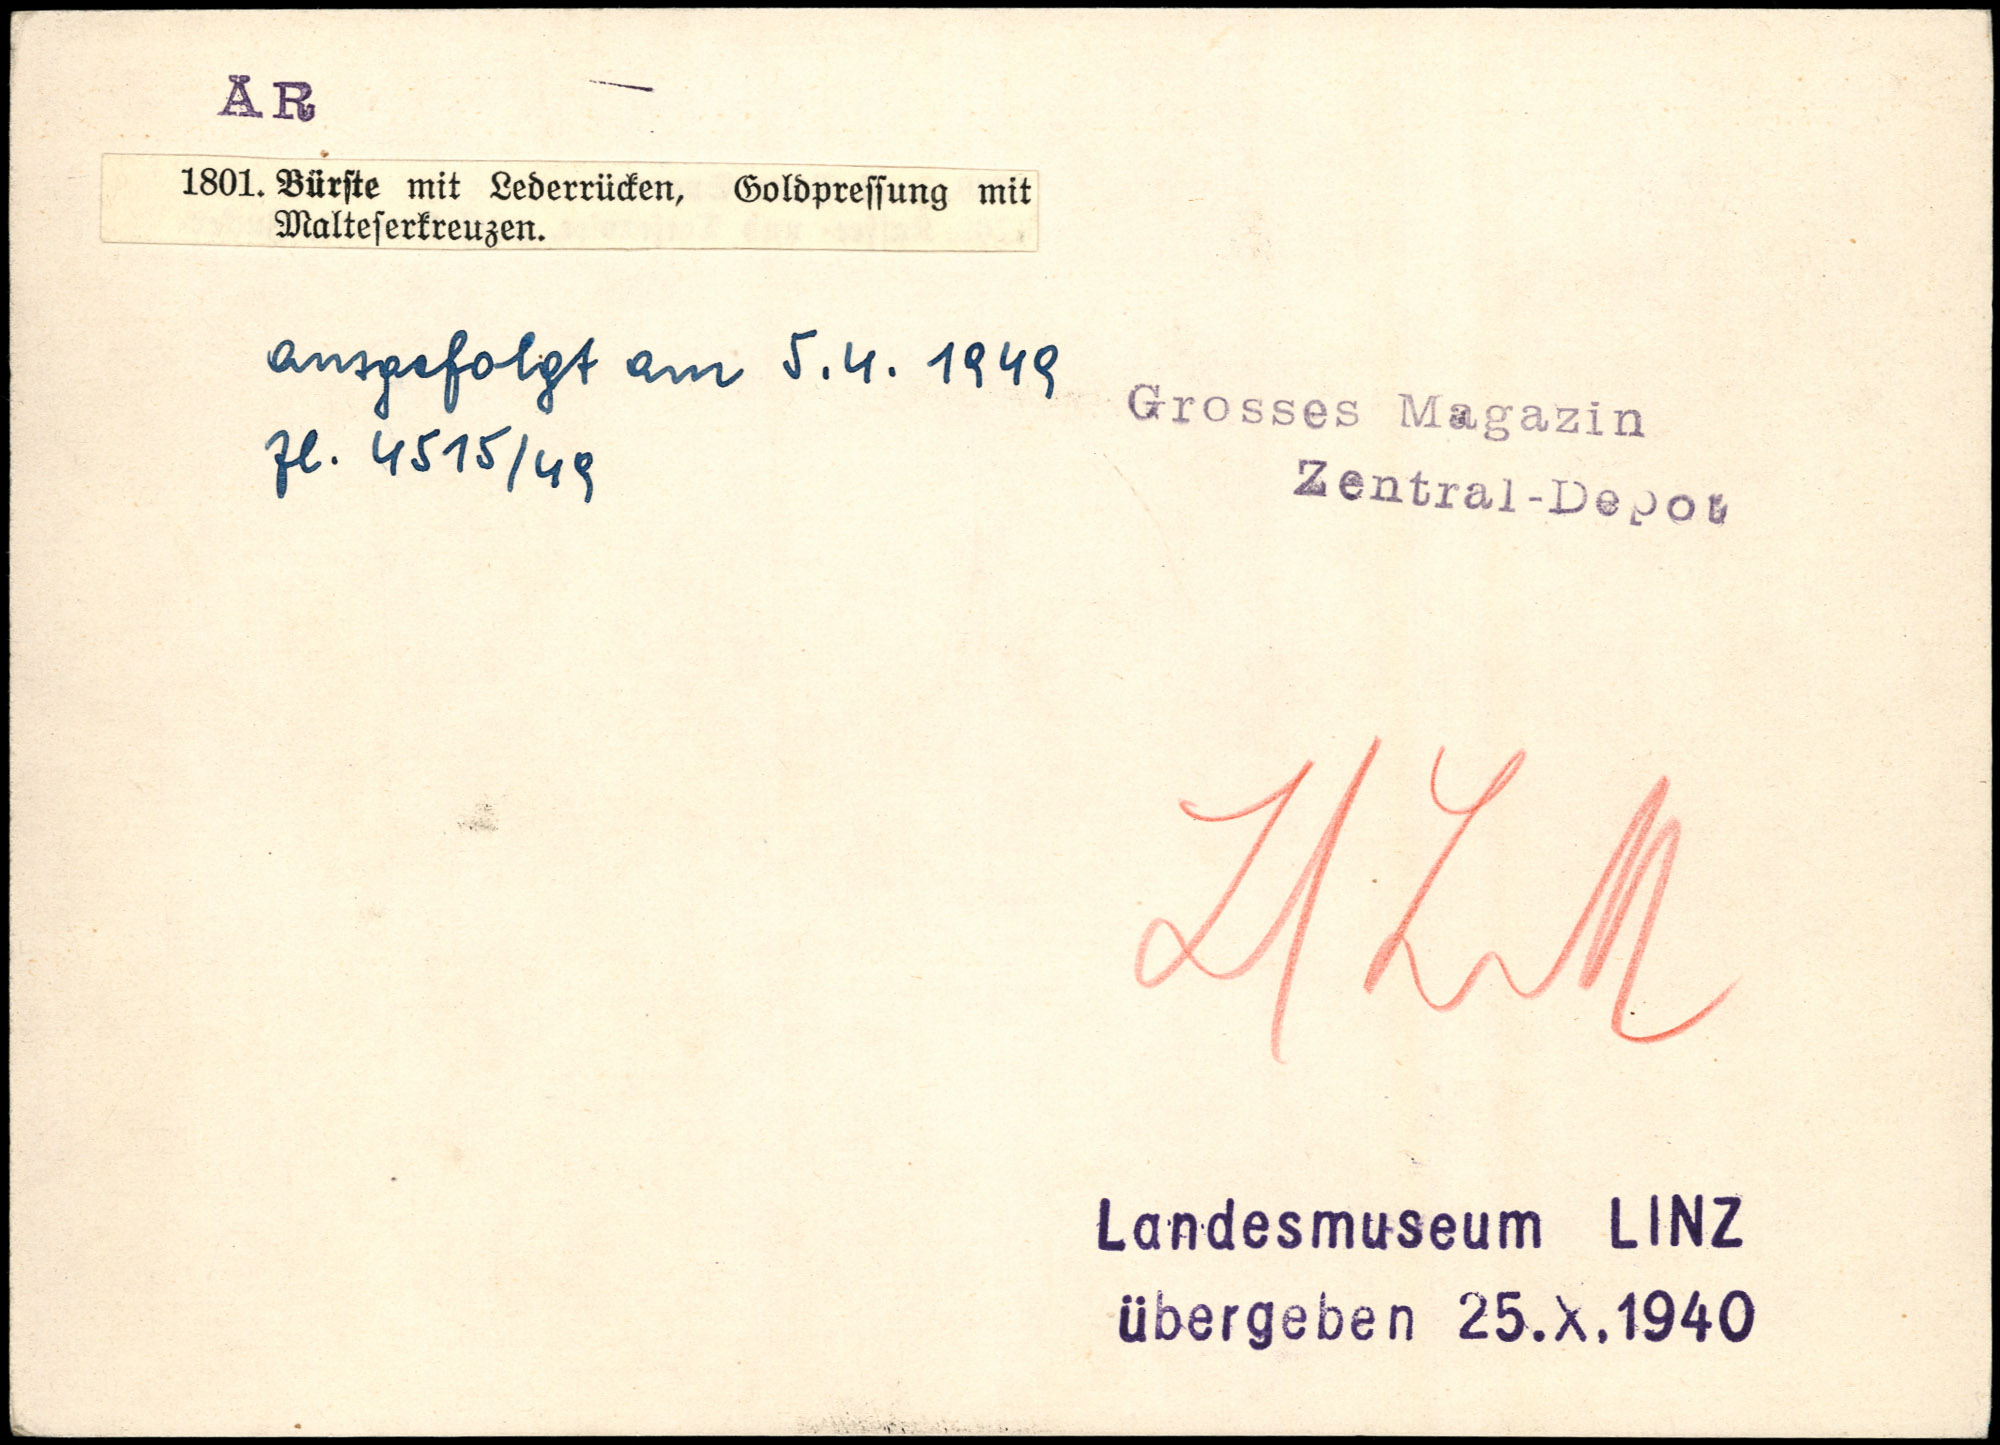 AR
1801. Bürste mit Lederrücken, Goldpressung mit
Malteserkreuzen.
ausgefolgt am 5.4. 1949
Zl. 4515/49
Grosses Magazin
Zentral-Depot
Landesmuseum LINZ
übergeben 25.X.1940